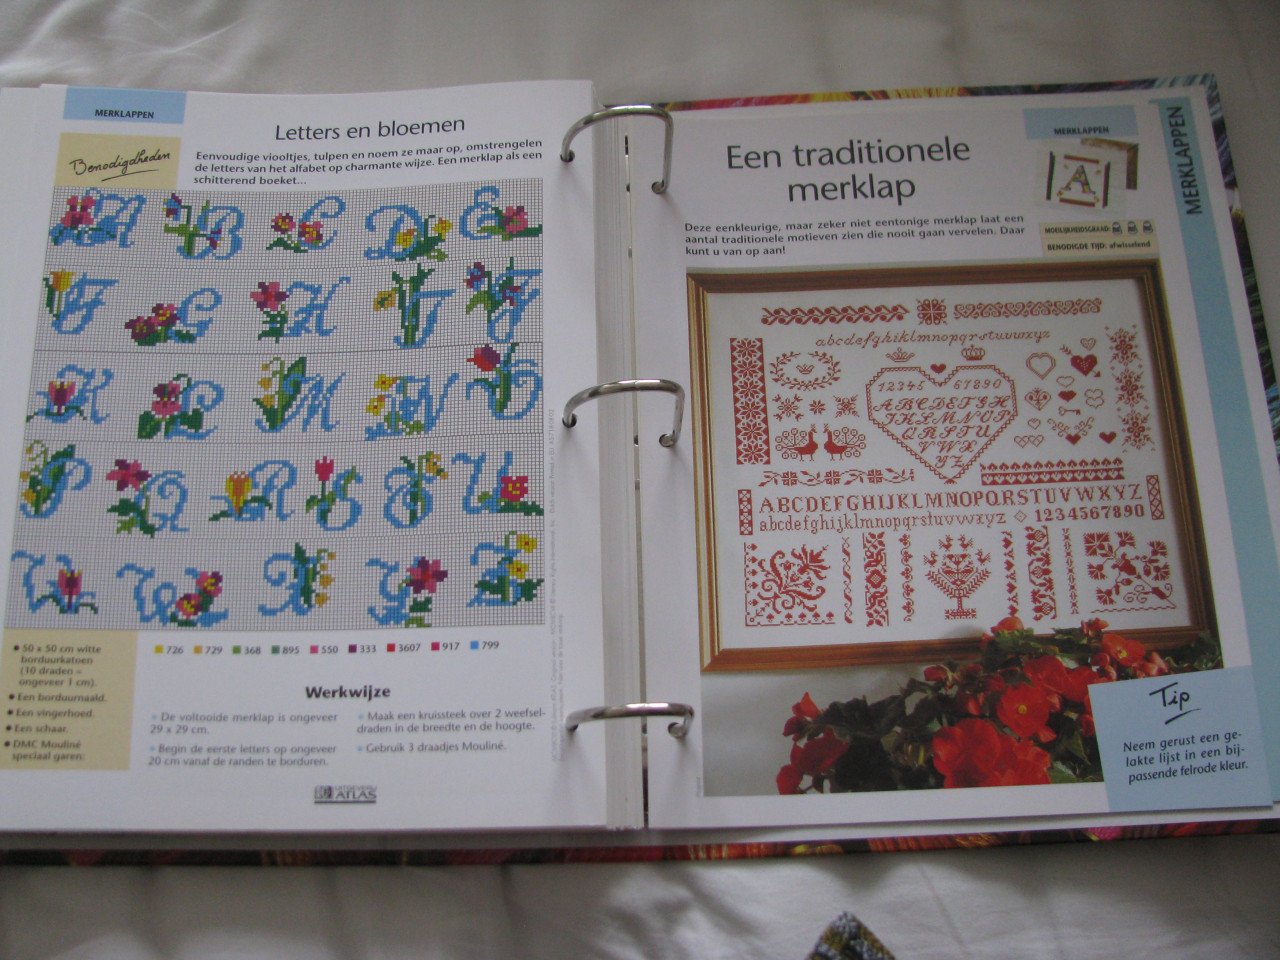 MERKLAPPEN
Letters en bloemen
Benodigdheden
Eenvoudige viooltjes, tulpen en noem ze maar op, omstrengelen
de letters van het alfabet op charmante wijze. Een merklap als een
schitterend boeket...
A B C D E
F G H I J
K L M N O
P Q R S T U
V W X Y Z
726 729 368 895 550 333 3607 917 799
• 50 x 50 cm witte
borduurkatoen
(10 draden =
ongeveer 1 cm).
• Een borduurnaald.
• Een vingerhoed.
• Een schaar.
• DMC Mouliné
speciaal garen:
Werkwijze
De voltooide merklap is ongeveer
29 x 29 cm.
Begin de eerste letters op ongeveer
20 cm vanaf de randen te borduren.
Maak een kruissteek over 2 weefsel-
draden in de breedte en de hoogte.
Gebruik 3 draadjes Mouliné.
ATLAS
MERKLAPPEN
MERKLAPPEN
Een traditionele
merklap
A
Deze eenkleurige, maar zeker niet eentonige merklap laat een
aantal traditionele motieven zien die nooit gaan vervelen. Daar
kunt u van op aan!
MOEILIJKHEIDSGRAAD:
BENODIGDE TIJD: afwisselend
abcdefghijklmnopqrstuvwxyz
12345 67890
ABCDEFGH
IJKLMNOP
QRSTU
VWX
YZ
ABCDEFGHIJKLMNOPQRSTUVWXYZ
abcdefghijklmnopqrstuvwxyz 1234567890
Tip
Neem gerust een ge-
lakte lijst in een bij-
passende felrode kleur.